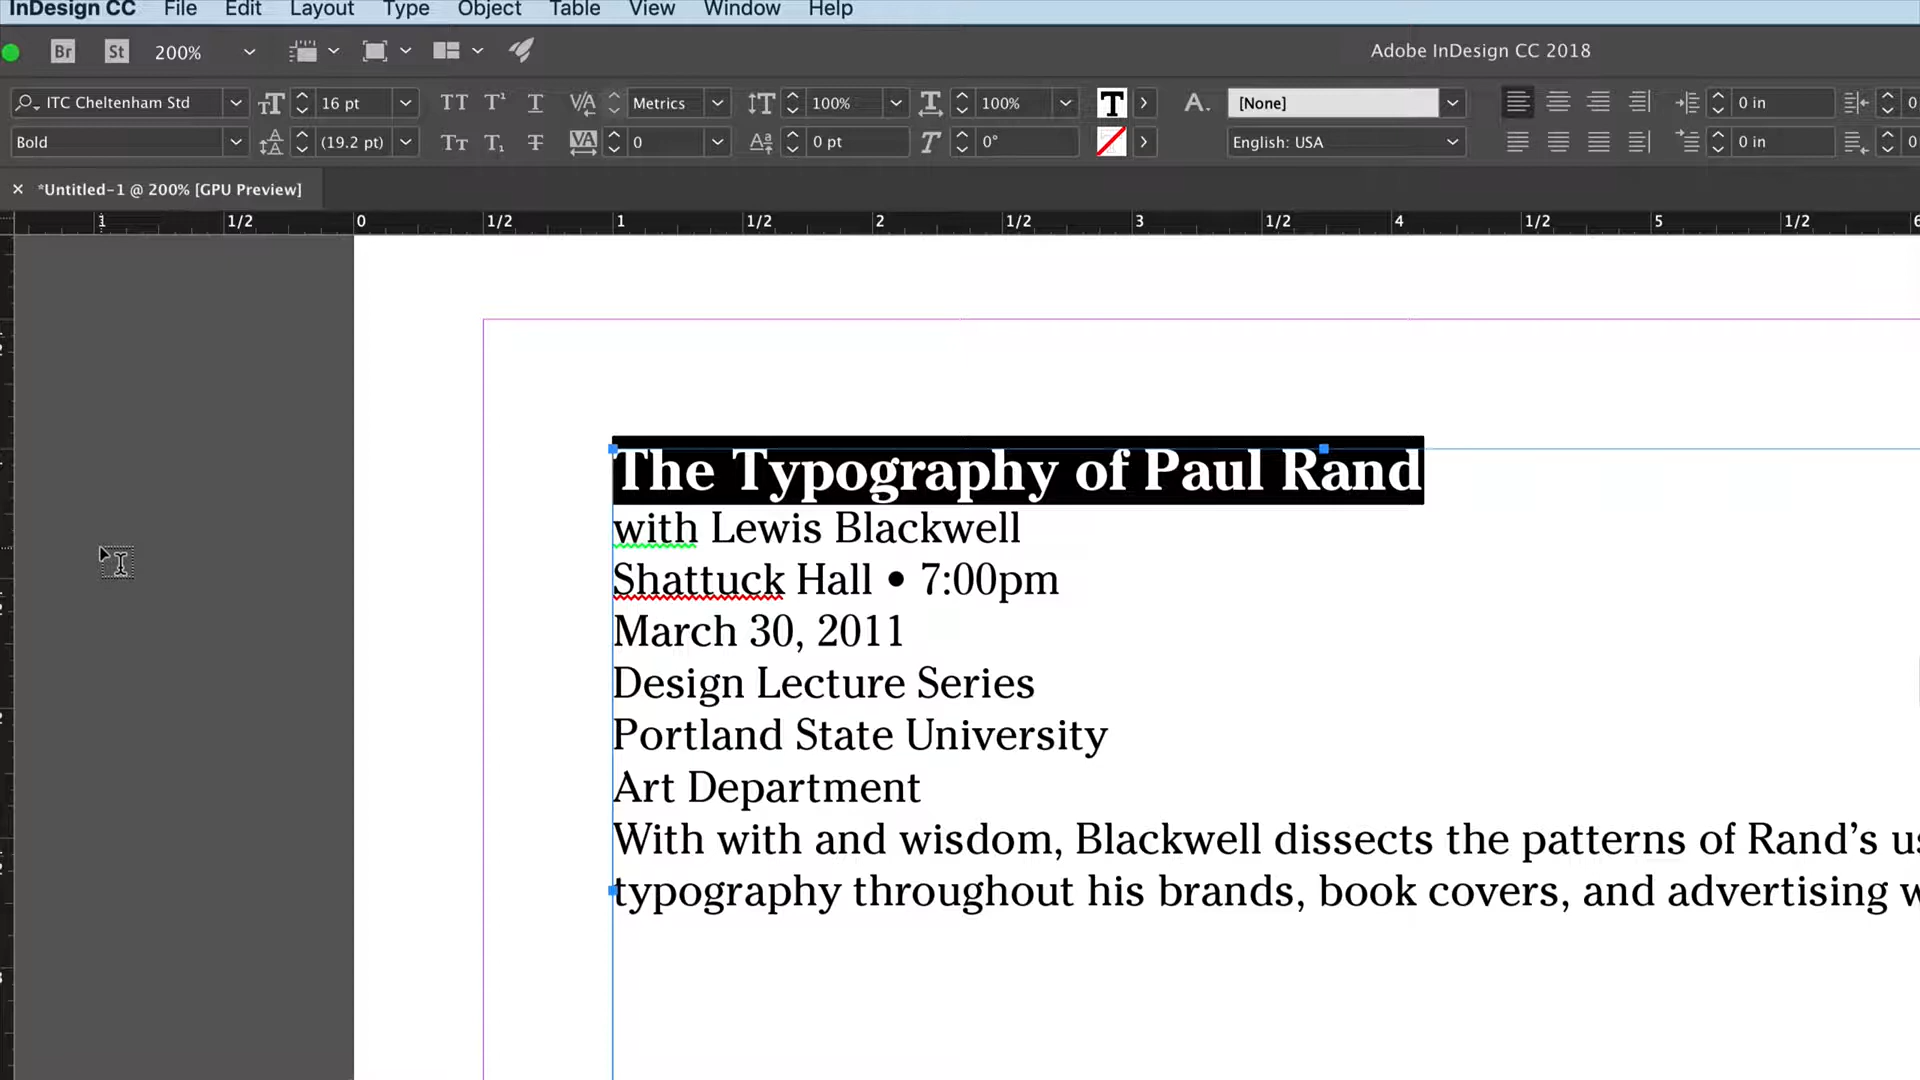 InDesign CC File Edit Layout Type Object Table View Window Help
Br St 200% Adobe InDesign CC 2018
ITC Cheltenham Std 16 pt Metrics 100% 100% [None] 0 in 0
Bold (19.2 pt) 0 0 pt 0° English: USA 0 in 0
*Untitled-1 @ 200% [GPU Preview]
1 1/2 0 1/2 1 1/2 2 1/2 3 1/2 4 1/2 5 1/2 6
The Typography of Paul Rand
with Lewis Blackwell
Shattuck Hall • 7:00pm
March 30, 2011
Design Lecture Series
Portland State University
Art Department
With with and wisdom, Blackwell dissects the patterns of Rand’s us
typography throughout his brands, book covers, and advertising w